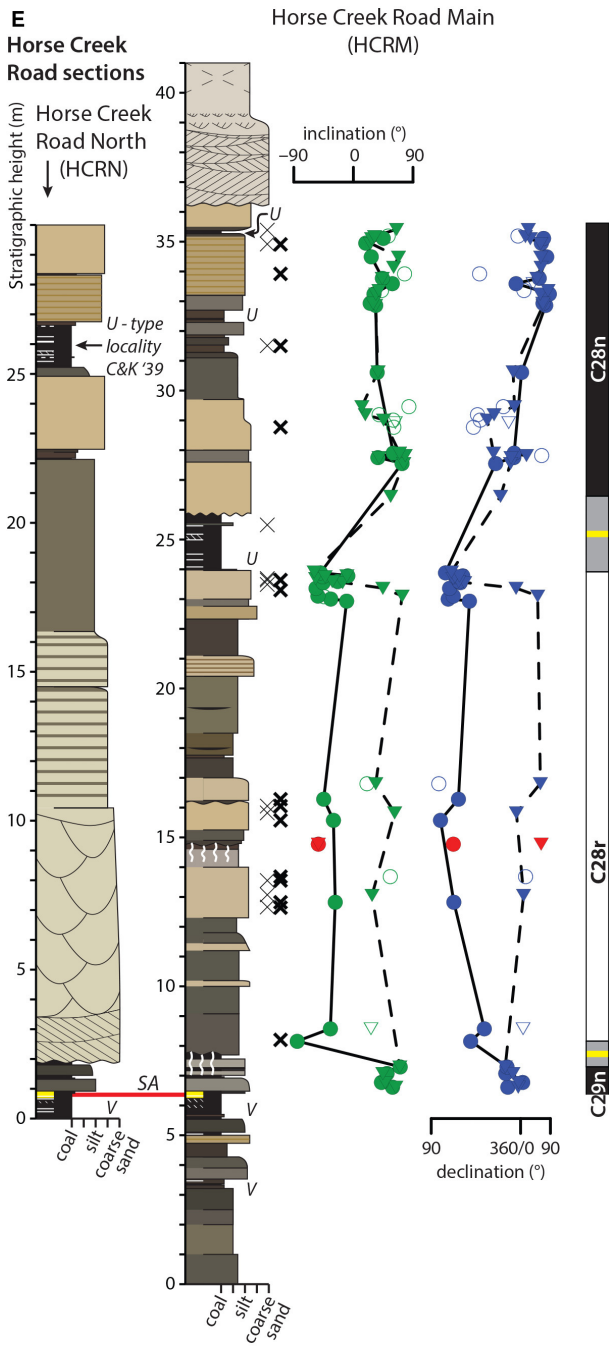 E
Horse Creek
Road sections
Horse Creek
Road North
(HCRN)
Stratigraphic height (m)
Horse Creek Road Main
(HCRM)
inclination (°)
−90
0
90
40
35
30
25
20
15
10
5
0
25
20
15
10
5
0
U
U
U - type
locality
C&K '39
U
SA
V
V
V
coal
silt
coarse
sand
coal
silt
coarse
sand
90
360/0
90
declination (°)
C28n
C28r
C29n